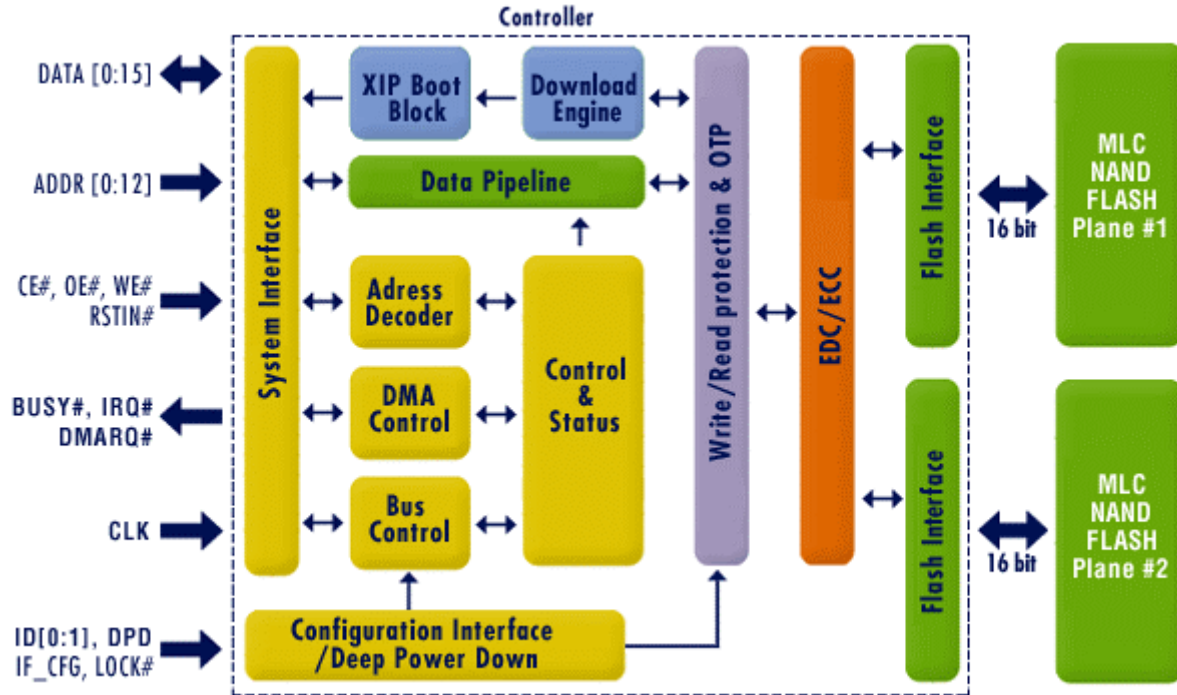 Controller
DATA [0:15]
XIP Boot
Block
Download
Engine
ADDR [0:12]
Data Pipeline
System Interface
CE#, OE#, WE#
RSTIN#
Adress
Decoder
Control
& Status
BUSY#, IRQ#
DMARQ#
DMA
Control
CLK
Bus
Control
ID[0:1], DPD
IF_CFG, LOCK#
Configuration Interface
/Deep Power Down
Write/Read protection & OTP
EDC/ECC
Flash Interface
16 bit
MLC
NAND
FLASH
Plane #1
Flash Interface
16 bit
MLC
NAND
FLASH
Plane #2